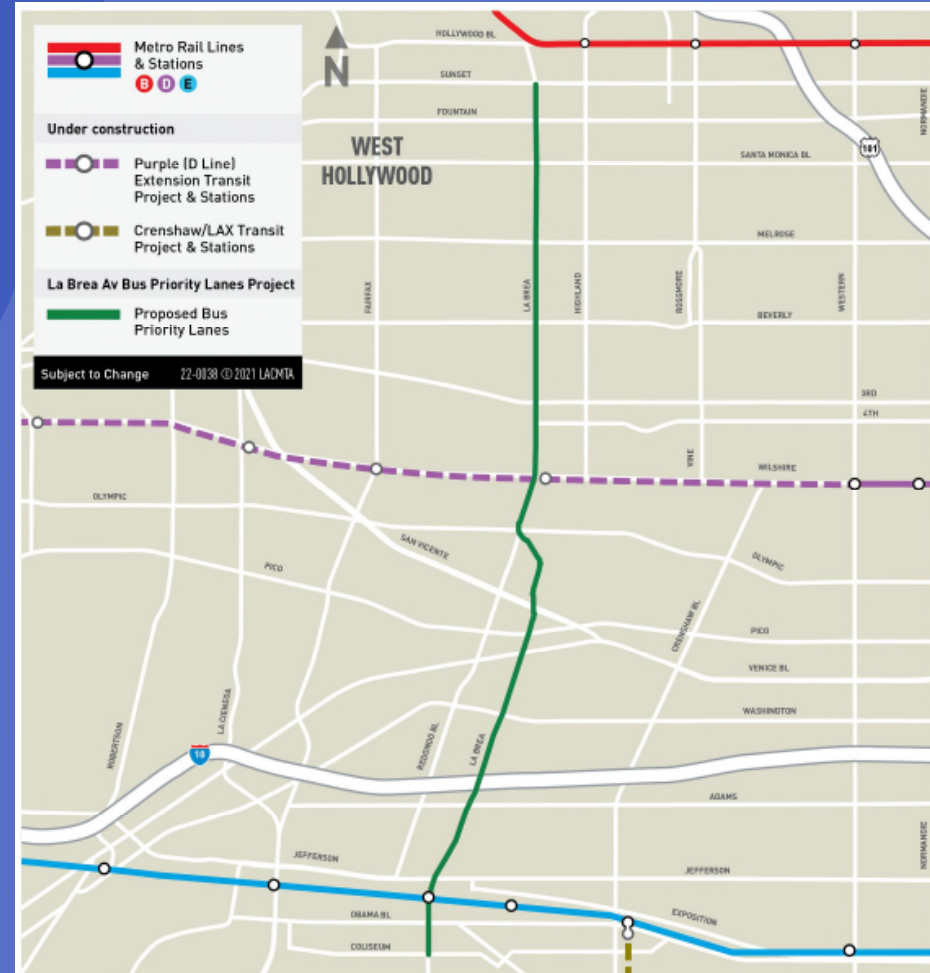 Metro Rail Lines
& Stations
B D E
Under construction
Purple (D Line)
Extension Transit
Project & Stations
Crenshaw/LAX Transit
Project & Stations
La Brea Av Bus Priority Lanes Project
Proposed Bus
Priority Lanes
Subject to Change 22-0038 © 2021 LACMTA
N
WEST
HOLLYWOOD
HOLLYWOOD BL
SUNSET
FOUNTAIN
SANTA MONICA BL
101
NORMANDIE
MELROSE
FAIRFAX
LA BREA
HIGHLAND
ROSSMORE
WESTERN
BEVERLY
3RD
6TH
VINE
WILSHIRE
OLYMPIC
SAN VICENTE
OLYMPIC
PICO
CRENSHAW BL
PICO
VENICE BL
WASHINGTON
ROBERTSON
LA CIENEGA
REDONDO BL
LA BREA
10
ADAMS
NORMANDIE
JEFFERSON
JEFFERSON
OBAMA BL
EXPOSITION
COLISEUM